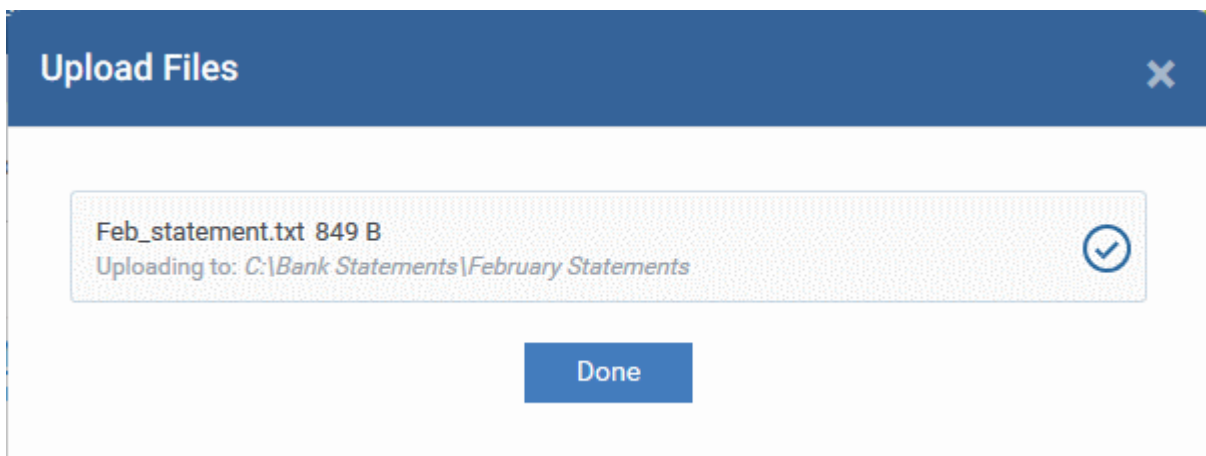 Upload Files
Feb_statement.txt 849 B
Uploading to: C:\Bank Statements\February Statements
Done